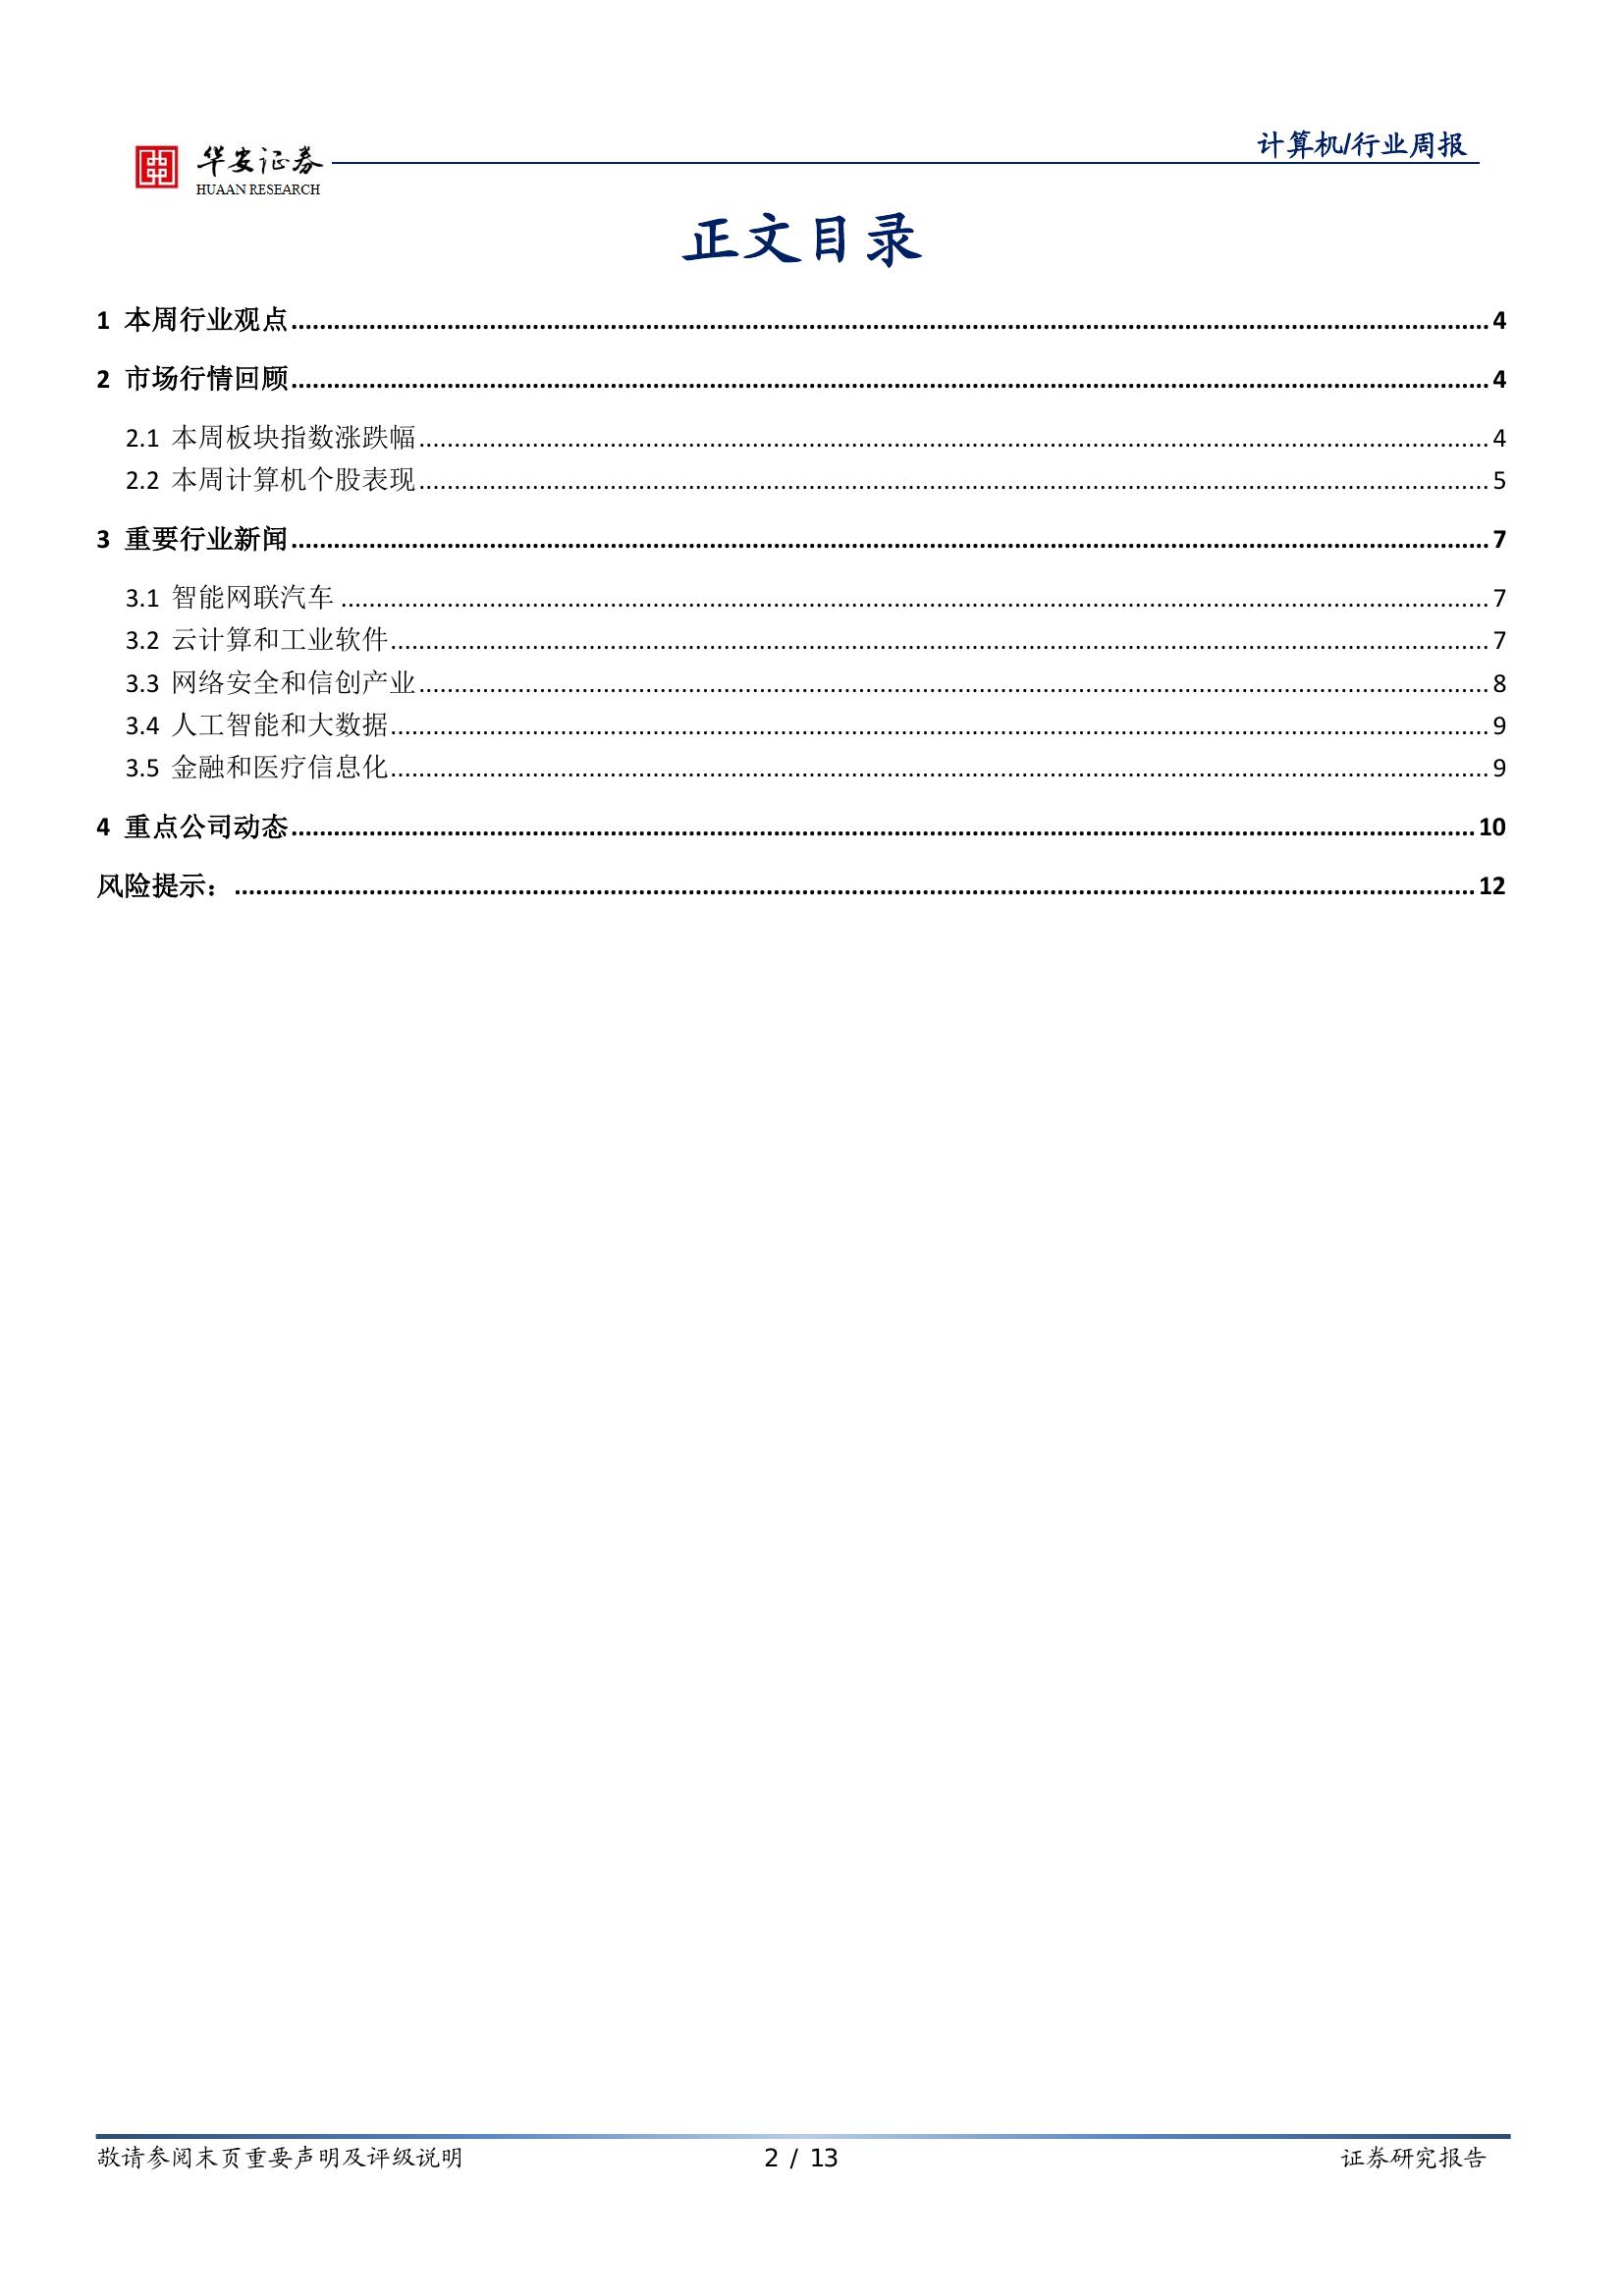 计算机/行业周报
华安证券
HUAAN RESEARCH
正文目录
1 本周行业观点........................................4
2 市场行情回顾........................................4
2.1 本周板块指数涨跌幅........................................4
2.2 本周计算机个股表现........................................5
3 重要行业新闻........................................7
3.1 智能网联汽车........................................7
3.2 云计算和工业软件........................................7
3.3 网络安全和信创产业........................................8
3.4 人工智能和大数据........................................9
3.5 金融和医疗信息化........................................9
4 重点公司动态........................................10
风险提示：........................................12
敬请参阅末页重要声明及评级说明 2 / 13 证券研究报告